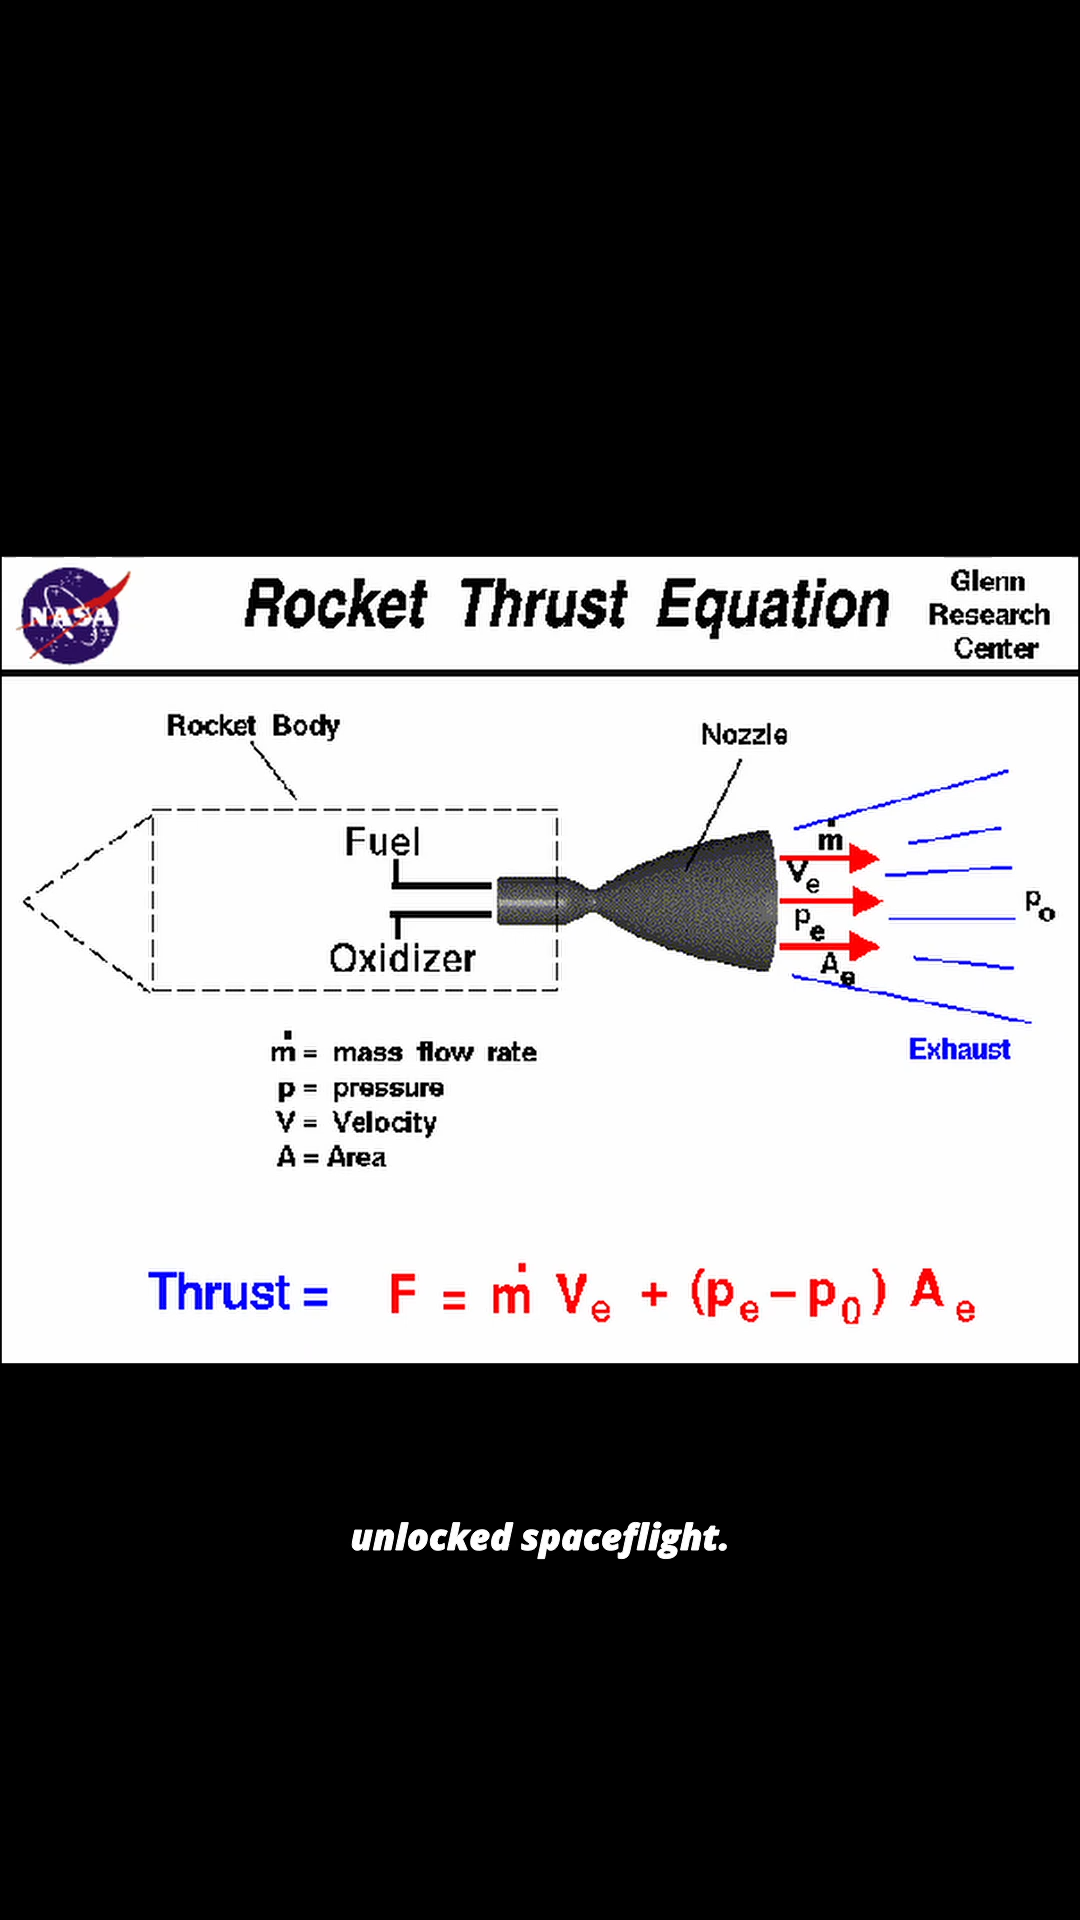 NASA
Rocket Thrust Equation
Glenn
Research
Center
Rocket Body
Nozzle
Fuel
Oxidizer
ṁ
Ve
pe
Ae
po
Exhaust
ṁ = mass flow rate
p = pressure
V = Velocity
A = Area
Thrust = F = ṁ Ve + (pe – p0) Ae
unlocked spaceflight.